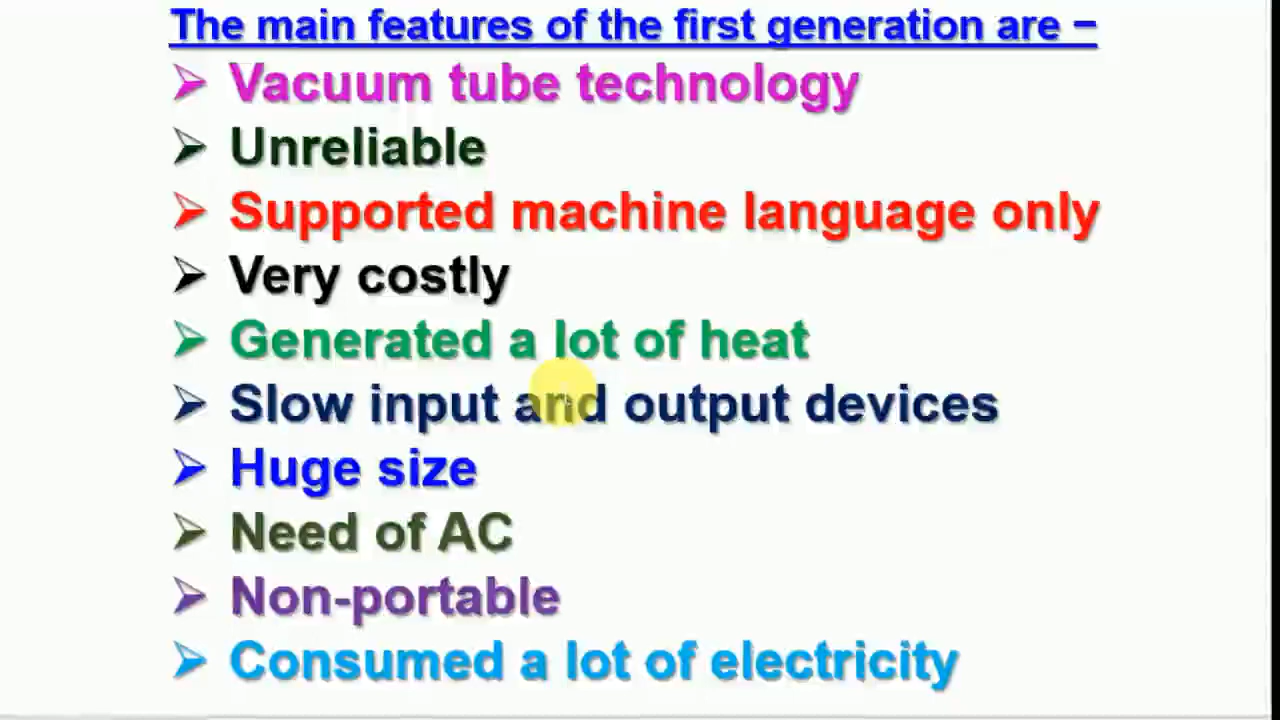 The main features of the first generation are −
➢ Vacuum tube technology
➢ Unreliable
➢ Supported machine language only
➢ Very costly
➢ Generated a lot of heat
➢ Slow input and output devices
➢ Huge size
➢ Need of AC
➢ Non-portable
➢ Consumed a lot of electricity